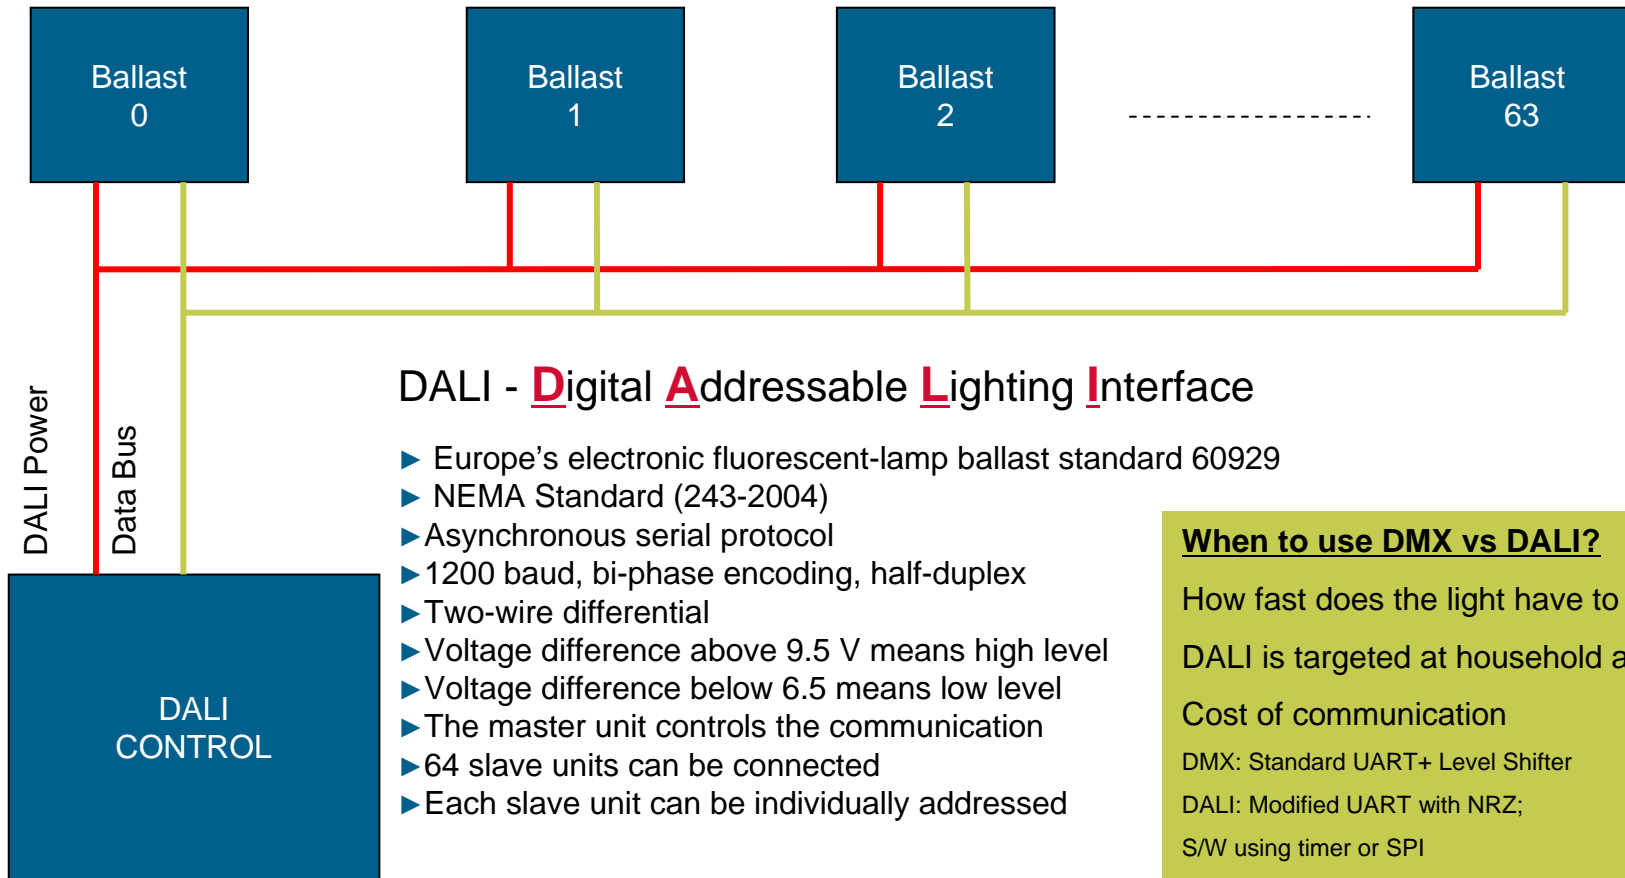 Ballast
0
Ballast
1
Ballast
2
Ballast
63
DALI Power
Data Bus
DALI
CONTROL
DALI - Digital Addressable Lighting Interface
► Europe's electronic fluorescent-lamp ballast standard 60929
► NEMA Standard (243-2004)
►Asynchronous serial protocol
►1200 baud, bi-phase encoding, half-duplex
►Two-wire differential
►Voltage difference above 9.5 V means high level
►Voltage difference below 6.5 means low level
►The master unit controls the communication
►64 slave units can be connected
►Each slave unit can be individually addressed
When to use DMX vs DALI?
How fast does the light have to
DALI is targeted at household
Cost of communication
DMX: Standard UART+ Level Shifter
DALI: Modified UART with NRZ;
S/W using timer or SPI